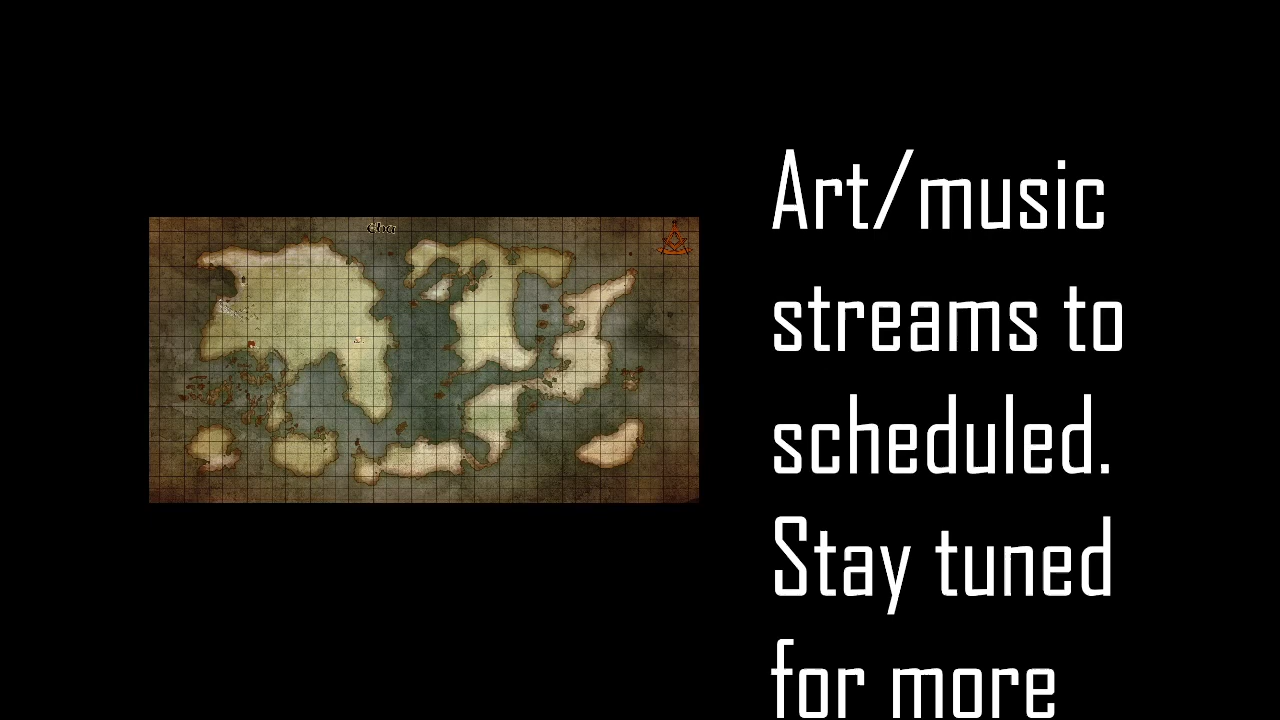 Art/music
streams to
scheduled.
Stay tuned
for more